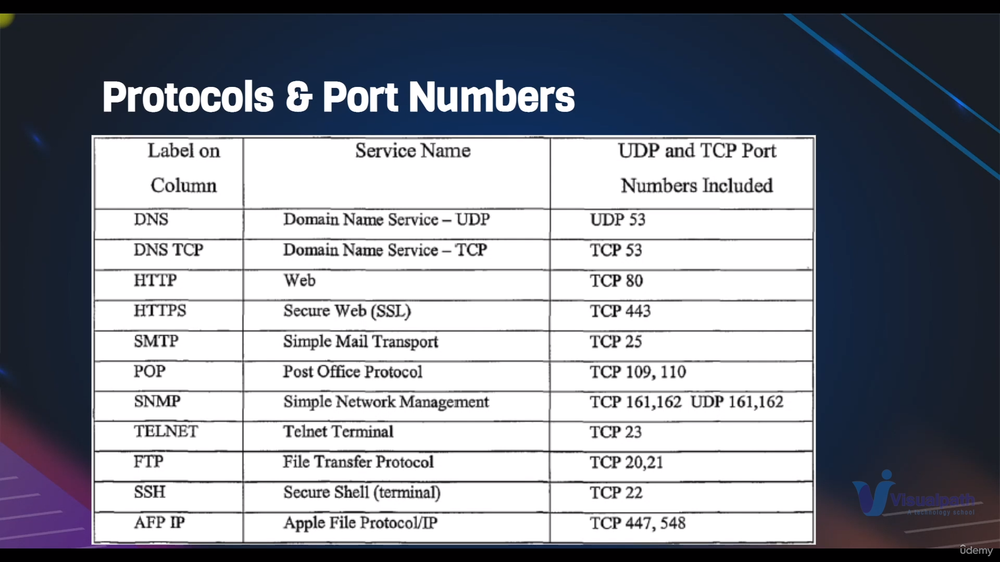 Protocols & Port Numbers
Label on Column Service Name UDP and TCP Port Numbers Included
DNS Domain Name Service – UDP UDP 53
DNS TCP Domain Name Service – TCP TCP 53
HTTP Web TCP 80
HTTPS Secure Web (SSL) TCP 443
SMTP Simple Mail Transport TCP 25
POP Post Office Protocol TCP 109, 110
SNMP Simple Network Management TCP 161,162 UDP 161,162
TELNET Telnet Terminal TCP 23
FTP File Transfer Protocol TCP 20,21
SSH Secure Shell (terminal) TCP 22
AFP IP Apple File Protocol/IP TCP 447, 548
Visualpath
A technology school
ûdemy